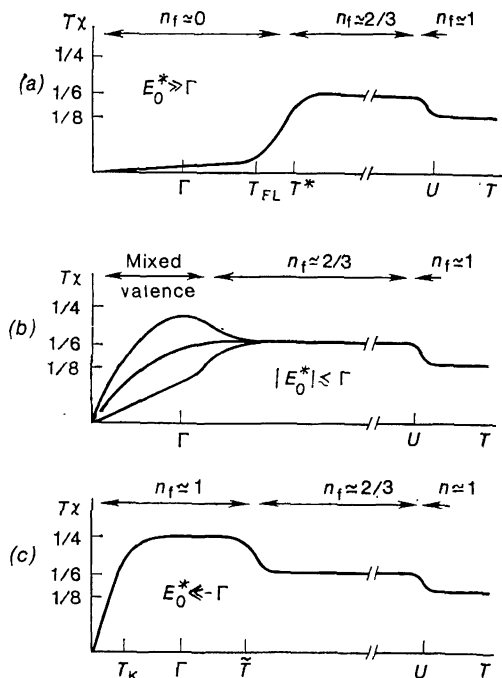 Tχ
n_f≃0 n_f≃2/3 n_f≃1
1/4
(a) E_0^*≫Γ
1/6
1/8
Γ T_FL T^* U T
Mixed valence n_f≃2/3 n_f≃1
Tχ
1/4
(b)
1/6
1/8
|E_0^*|⩽Γ
Γ U T
n_f≃1 n_f≃2/3 n≃1
Tχ
1/4
(c)
1/6
1/8
E_0^*≪-Γ
T_K Γ T̃ U T